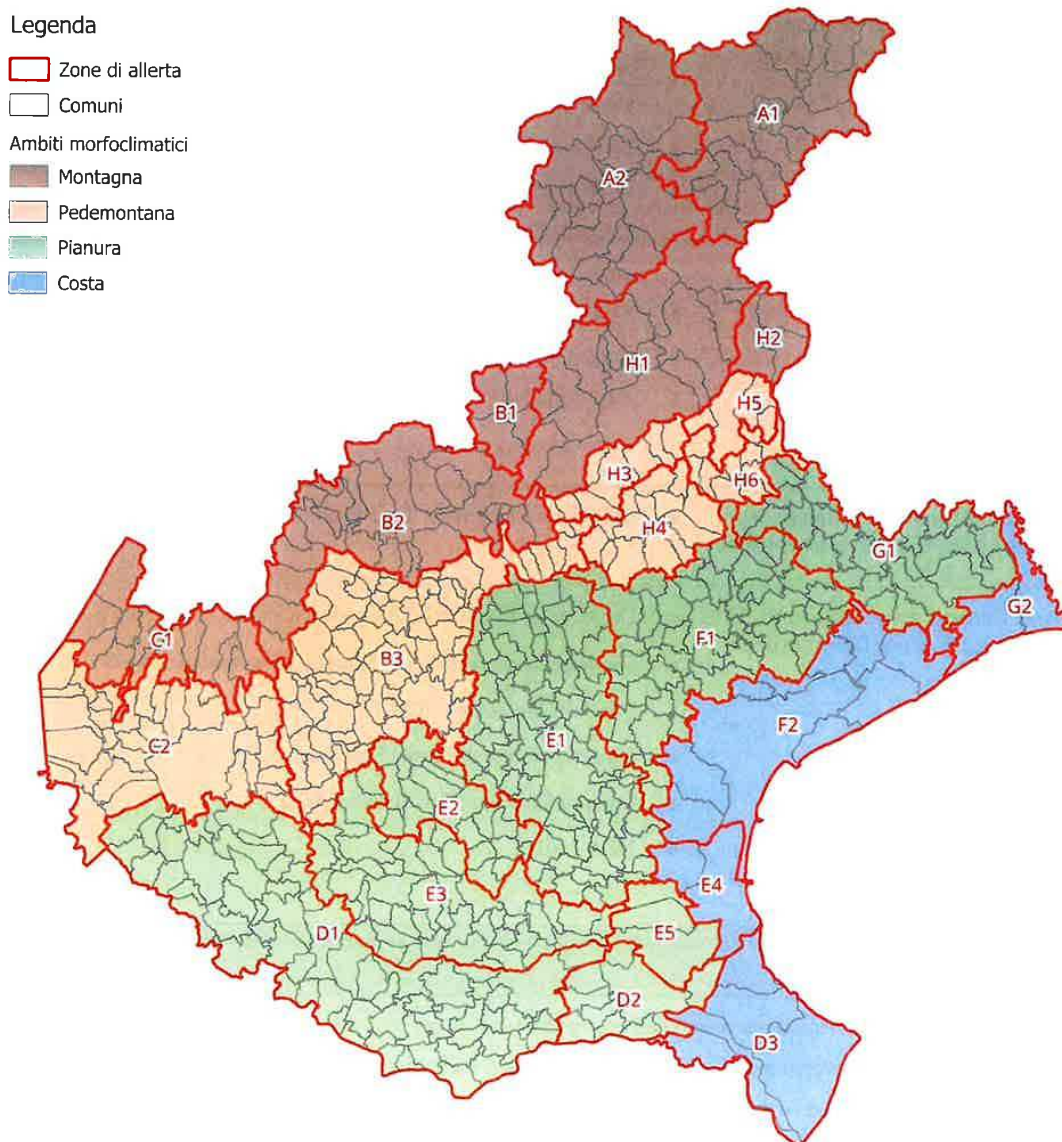 Legenda
Zone di allerta
Comuni
Ambiti morfoclimatici
Montagna
Pedemontana
Pianura
Costa
A1
A2
H2
H1
B1
H5
H3
H6
B2
H4
G1
G2
C1
F1
B3
F2
C2
E1
E2
E4
E3
D1
E5
D2
D3